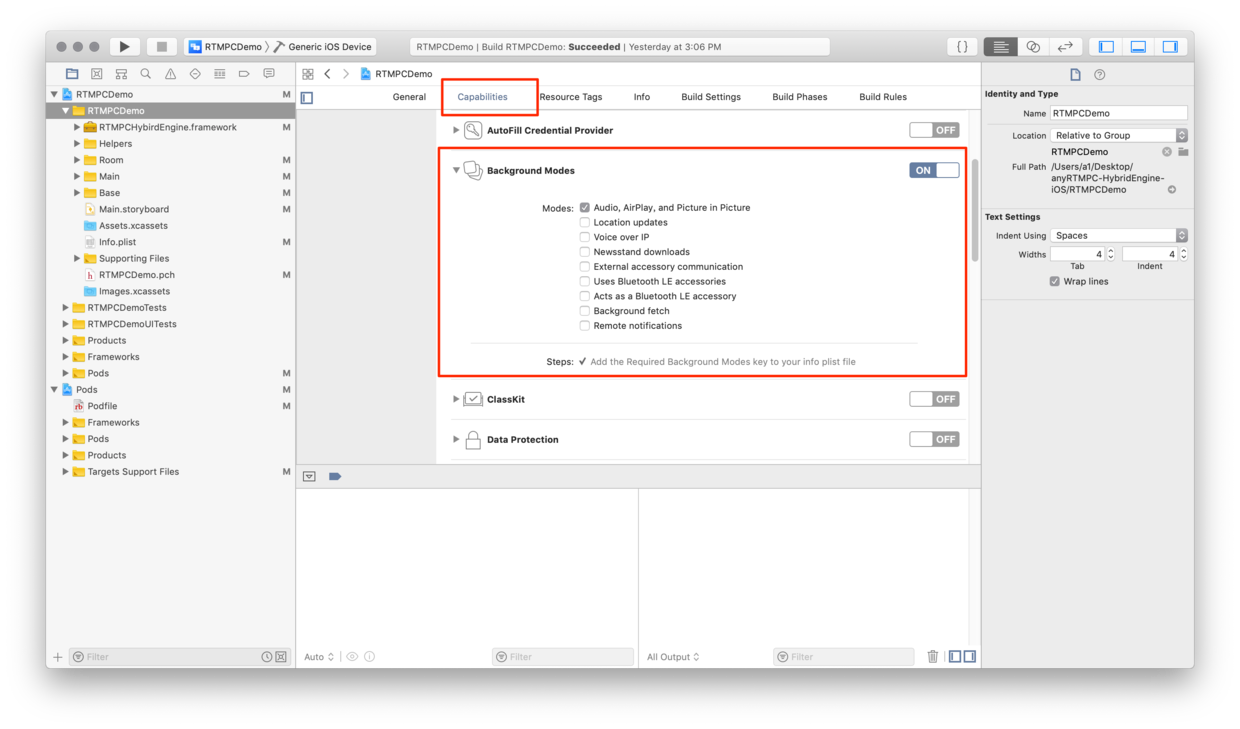 RTMPCDemo
Generic iOS Device
RTMPCDemo | Build RTMPCDemo: Succeeded | Yesterday at 3:06 PM
{ }
RTMPCDemo M
RTMPCDemo
RTMPCHybirdEngine.framework M
Helpers
Room M
Main M
Base M
Main.storyboard M
Assets.xcassets
Info.plist M
Supporting Files
RTMPCDemo.pch M
Images.xcassets
RTMPCDemoTests
RTMPCDemoUITests
Products
Frameworks
Pods M
Pods M
Podfile M
Frameworks
Pods
Products
Targets Support Files M
Filter
RTMPCDemo
General Capabilities Resource Tags Info Build Settings Build Phases Build Rules
AutoFill Credential Provider OFF
Background Modes ON
Modes: Audio, AirPlay, and Picture in Picture
Location updates
Voice over IP
Newsstand downloads
External accessory communication
Uses Bluetooth LE accessories
Acts as a Bluetooth LE accessory
Background fetch
Remote notifications
Steps: ✓ Add the Required Background Modes key to your info plist file
ClassKit OFF
Data Protection OFF
Auto
Filter
All Output
Filter
Identity and Type
Name RTMPCDemo
Location Relative to Group
RTMPCDemo
Full Path /Users/a1/Desktop/
anyRTMPC-HybridEngine-
iOS/RTMPCDemo
Text Settings
Indent Using Spaces
Widths 4 4
Tab Indent
Wrap lines